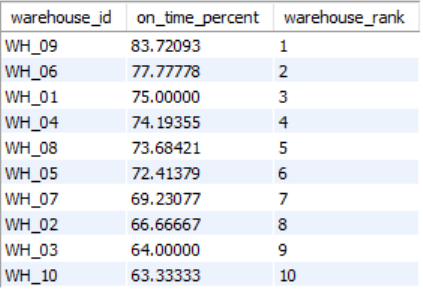 warehouse_id on_time_percent warehouse_rank
WH_09 83.72093 1
WH_06 77.77778 2
WH_01 75.00000 3
WH_04 74.19355 4
WH_08 73.68421 5
WH_05 72.41379 6
WH_07 69.23077 7
WH_02 66.66667 8
WH_03 64.00000 9
WH_10 63.33333 10